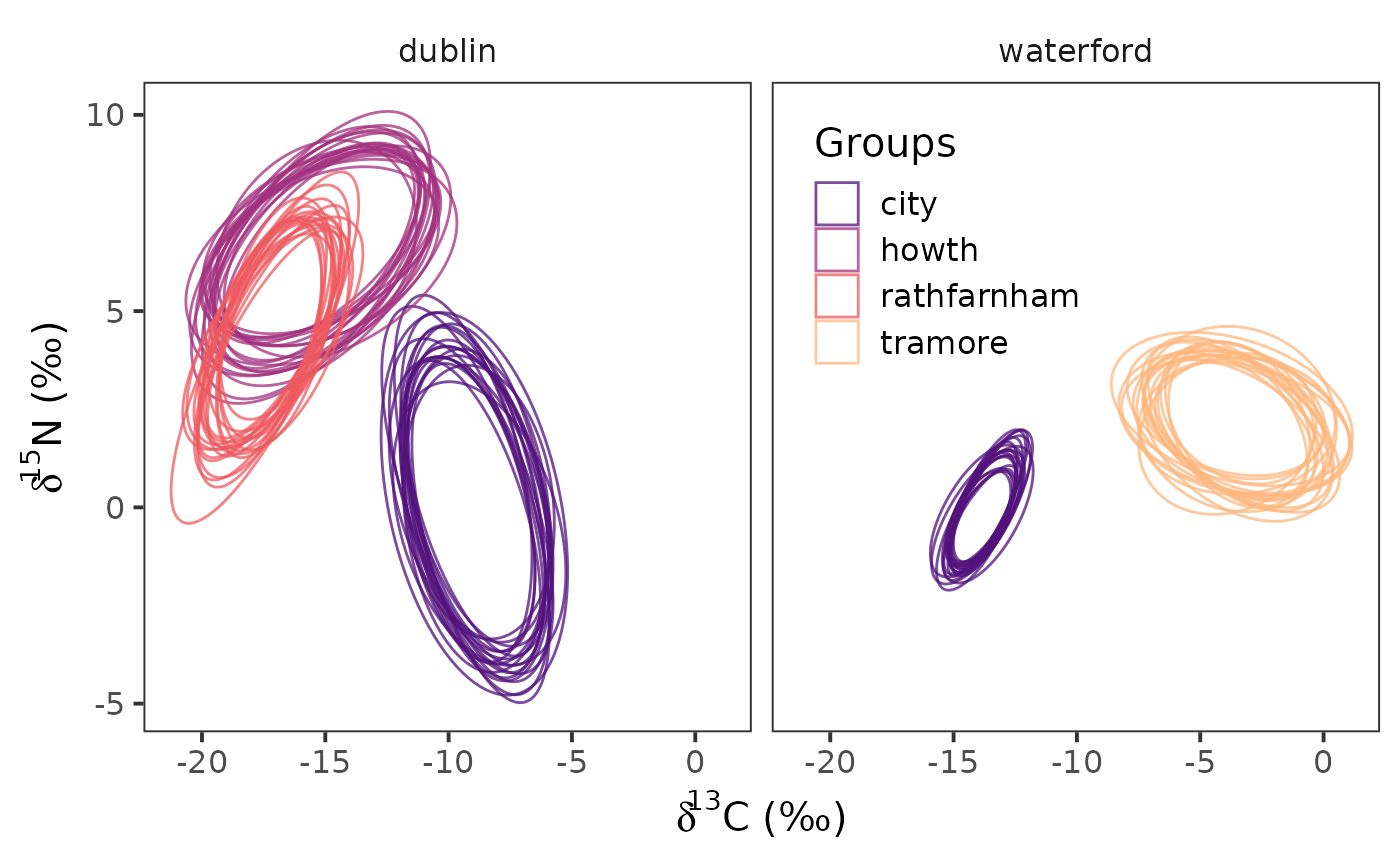 dublin
waterford
δ¹⁵N (‰)
10
5
0
-5
Groups
city
howth
rathfarnham
tramore
-20 -15 -10 -5 0
-20 -15 -10 -5 0
δ¹³C (‰)